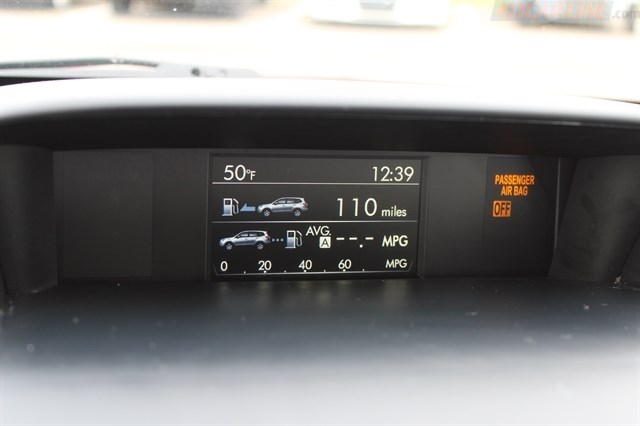 50°F 12:39
PASSENGER
AIR BAG
OFF
110 miles
AVG.
A --.- MPG
0 20 40 60 MPG